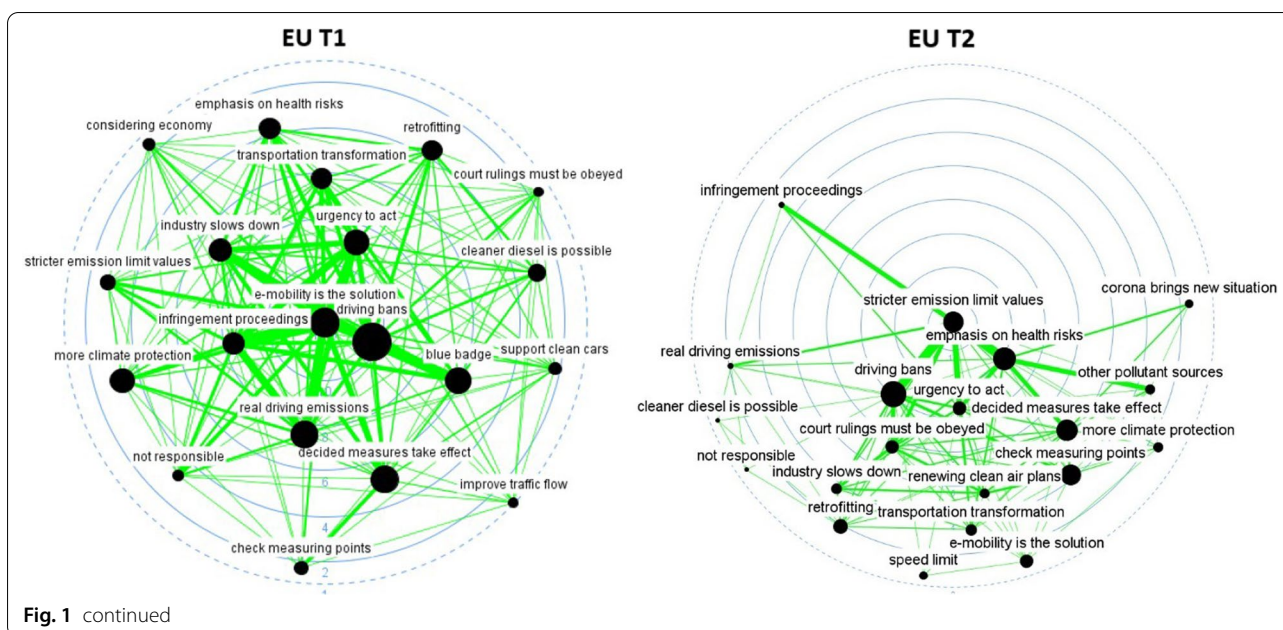 EU T1
emphasis on health risks
considering economy
retrofitting
transportation transformation
court rulings must be obeyed
urgency to act
industry slows down
cleaner diesel is possible
stricter emission limit values
e-mobility is the solution
driving bans
infringement proceedings
more climate protection
blue badge
support clean cars
real driving emissions
8
not responsible
decided measures take effect
6
improve traffic flow
4
check measuring points
2
EU T2
infringement proceedings
corona brings new situation
stricter emission limit values
emphasis on health risks
real driving emissions
driving bans
other pollutant sources
urgency to act
cleaner diesel is possible
decided measures take effect
court rulings must be obeyed
more climate protection
not responsible
check measuring points
industry slows down
renewing clean air plans
retrofitting
transportation transformation
e-mobility is the solution
speed limit
Fig. 1 continued